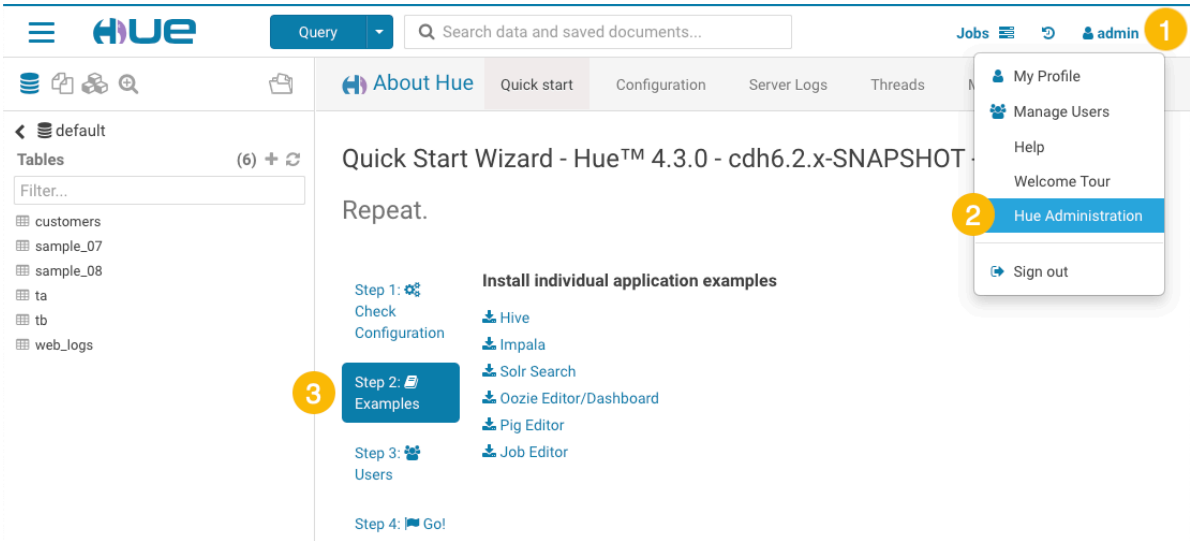 HUE
Query
Search data and saved documents...
Jobs
admin
1
My Profile
Manage Users
Help
Welcome Tour
2
Hue Administration
Sign out
About Hue
Quick start
Configuration
Server Logs
Threads
default
Tables
(6)
Filter...
customers
sample_07
sample_08
ta
tb
web_logs
Quick Start Wizard - Hue™ 4.3.0 - cdh6.2.x-SNAPSHOT -
Repeat.
Step 1:
Check
Configuration
3
Step 2:
Examples
Step 3:
Users
Step 4: Go!
Install individual application examples
Hive
Impala
Solr Search
Oozie Editor/Dashboard
Pig Editor
Job Editor